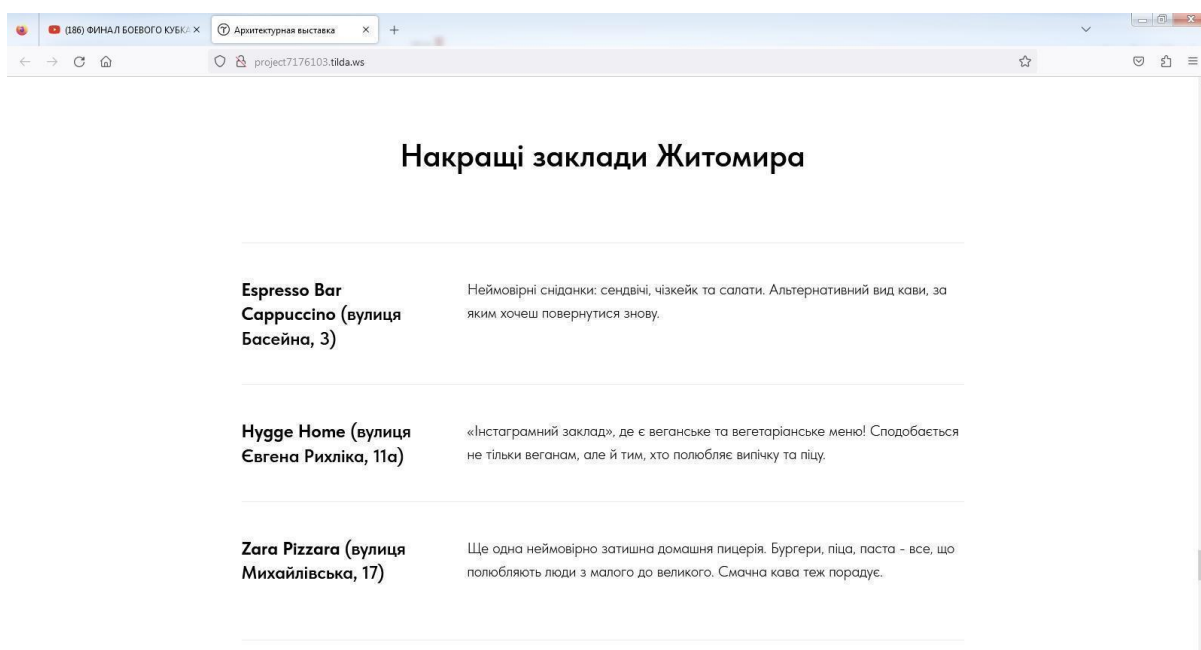 (186) ФИНАЛ БОЕВОГО КУБКА
Архитектурная выставка
project7176103.tilda.ws
Накращі заклади Житомира
Espresso Bar
Cappuccino (вулиця
Басейна, 3)
Неймовірні сніданки: сендвічі, чізкейк та салати. Альтернативний вид кави, за
яким хочеш повернутися знову.
Hygge Home (вулиця
Євгена Рихліка, 11а)
«Інстаграмний заклад», де є веганське та вегетаріанське меню! Сподобається
не тільки веганам, але й тим, хто полюбляє випічку та піцу.
Zara Pizzara (вулиця
Михайлівська, 17)
Ще одна неймовірно затишна домашня пицерія. Бургери, піца, паста - все, що
полюбляють люди з малого до великого. Смачна кава теж порадує.